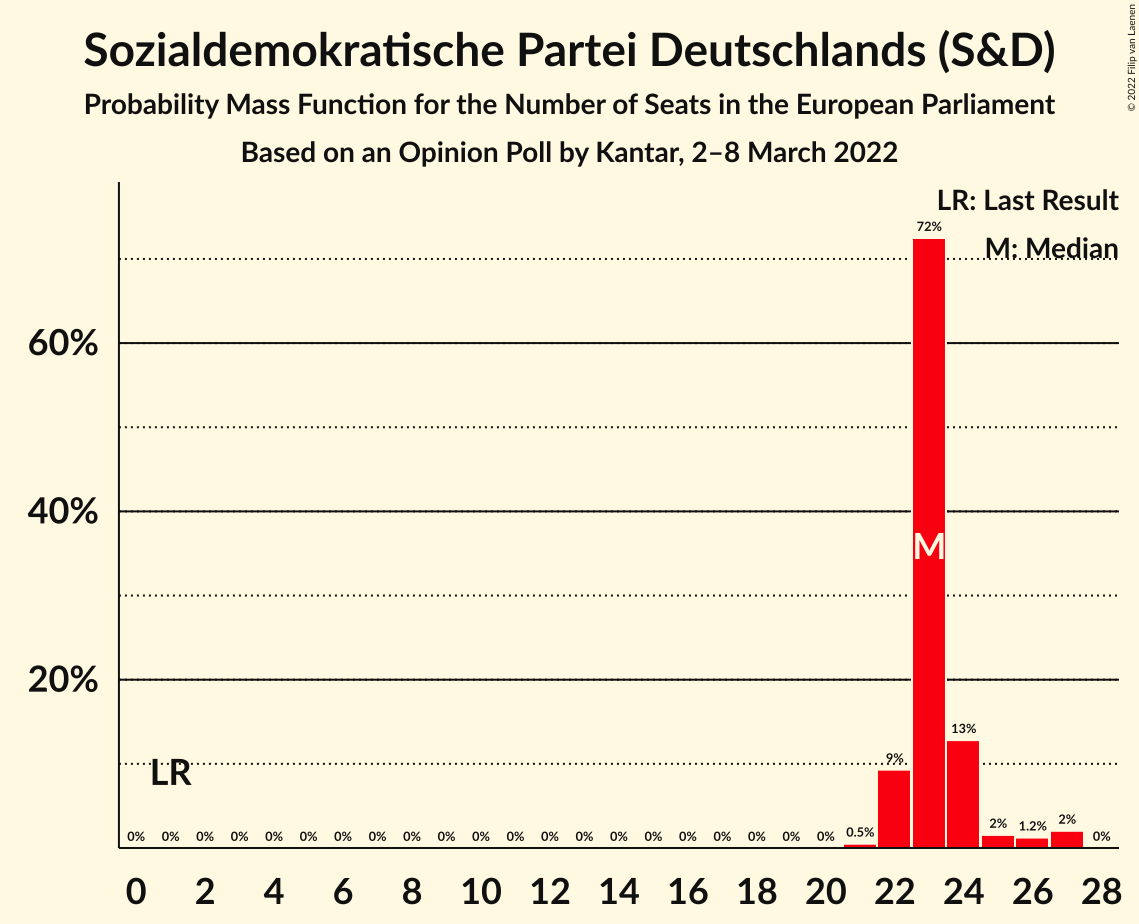 Sozialdemokratische Partei Deutschlands (S&D)
Probability Mass Function for the Number of Seats in the European Parliament
Based on an Opinion Poll by Kantar, 2–8 March 2022
© 2022 Filip van Laenen
LR: Last Result
M: Median
72%
60%
40%
M
20%
13%
9%
LR
0% 0% 0% 0% 0% 0% 0% 0% 0% 0% 0% 0% 0% 0% 0% 0% 0% 0% 0% 0% 0% 0.5% 2% 1.2% 2% 0%
0 2 4 6 8 10 12 14 16 18 20 22 24 26 28